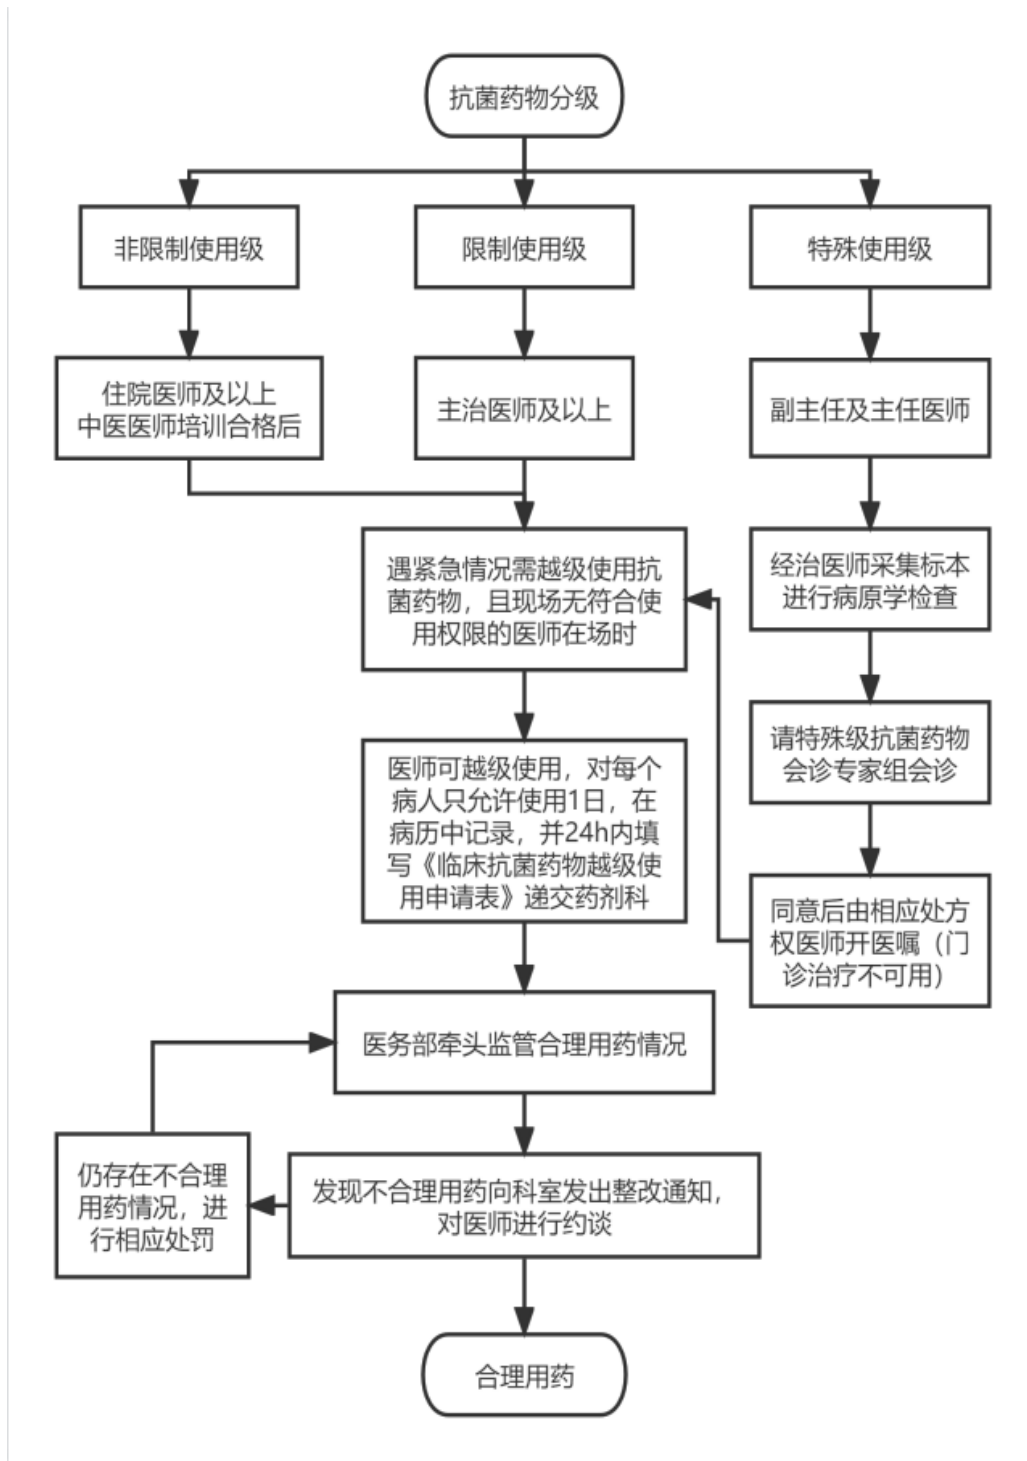 抗菌药物分级
非限制使用级
限制使用级
特殊使用级
住院医师及以上
中医医师培训合格后
主治医师及以上
副主任及主任医师
遇紧急情况需越级使用抗
菌药物，且现场无符合使
用权限的医师在场时
经治医师采集标本
进行病原学检查
请特殊级抗菌药物
会诊专家组会诊
医师可越级使用，对每个
病人只允许使用1日，在
病历中记录，并24h内填
写《临床抗菌药物越级使
用申请表》递交药剂科
同意后由相应处方
权医师开医嘱（门
诊治疗不可用）
医务部牵头监管合理用药情况
仍存在不合理
用药情况，进
行相应处罚
发现不合理用药向科室发出整改通知，
对医师进行约谈
合理用药